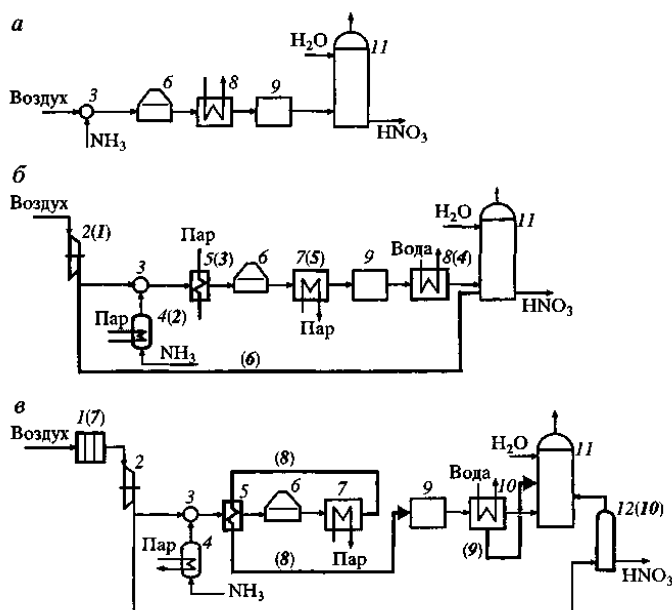 а
H₂O
11
Воздух 3
6
8
9
NH₃
HNO₃
б
Воздух
2(1)
Пар
5(3)
6
7(5)
9
Вода
8(4)
H₂O
11
3
Пар
4(2)
NH₃
Пар
HNO₃
(6)
в
1(7)
Воздух
2
3
5
(8)
6
7
9
Вода
10
H₂O
11
12(10)
Пар
4
NH₃
(8)
Пар
(9)
HNO₃